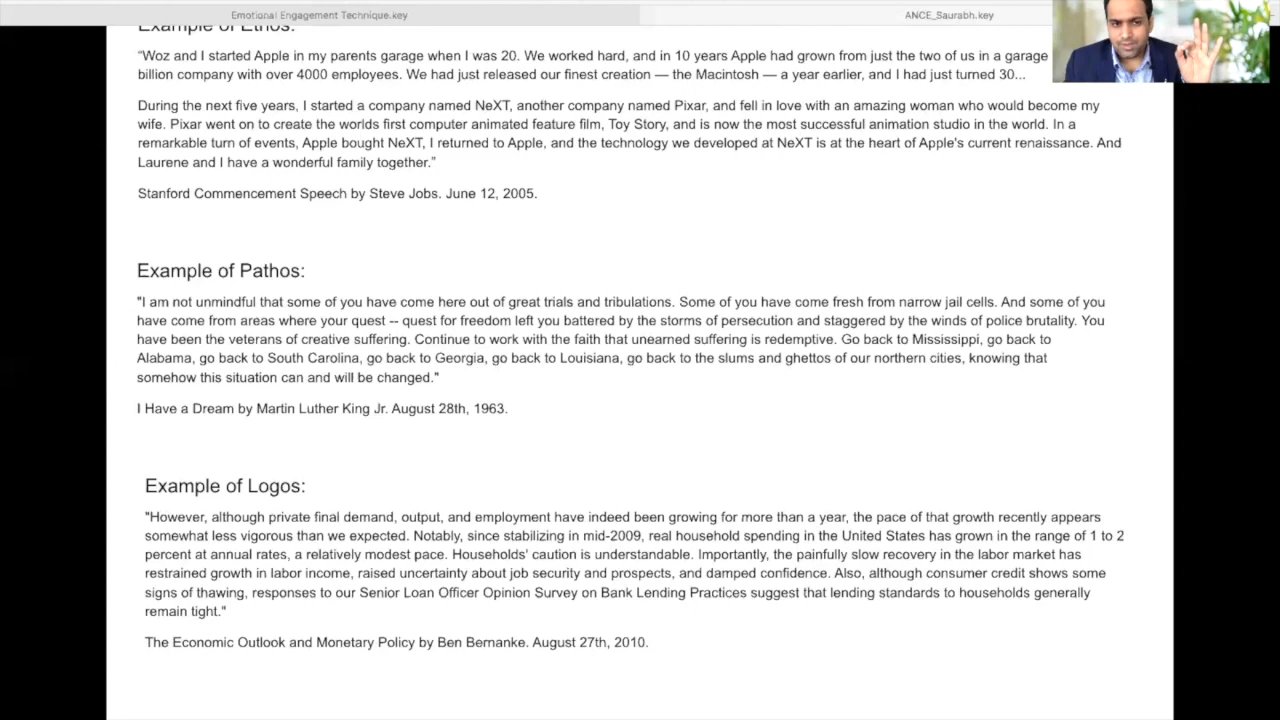 Emotional Engagement Technique.key
ANCE_Saurabh.key
Example of Ethos:
“Woz and I started Apple in my parents garage when I was 20. We worked hard, and in 10 years Apple had grown from just the two of us in a garage
billion company with over 4000 employees. We had just released our finest creation — the Macintosh — a year earlier, and I had just turned 30...
During the next five years, I started a company named NeXT, another company named Pixar, and fell in love with an amazing woman who would become my
wife. Pixar went on to create the worlds first computer animated feature film, Toy Story, and is now the most successful animation studio in the world. In a
remarkable turn of events, Apple bought NeXT, I returned to Apple, and the technology we developed at NeXT is at the heart of Apple's current renaissance. And
Laurene and I have a wonderful family together.”
Stanford Commencement Speech by Steve Jobs. June 12, 2005.
Example of Pathos:
"I am not unmindful that some of you have come here out of great trials and tribulations. Some of you have come fresh from narrow jail cells. And some of you
have come from areas where your quest -- quest for freedom left you battered by the storms of persecution and staggered by the winds of police brutality. You
have been the veterans of creative suffering. Continue to work with the faith that unearned suffering is redemptive. Go back to Mississippi, go back to
Alabama, go back to South Carolina, go back to Georgia, go back to Louisiana, go back to the slums and ghettos of our northern cities, knowing that
somehow this situation can and will be changed."
I Have a Dream by Martin Luther King Jr. August 28th, 1963.
Example of Logos:
"However, although private final demand, output, and employment have indeed been growing for more than a year, the pace of that growth recently appears
somewhat less vigorous than we expected. Notably, since stabilizing in mid-2009, real household spending in the United States has grown in the range of 1 to 2
percent at annual rates, a relatively modest pace. Households' caution is understandable. Importantly, the painfully slow recovery in the labor market has
restrained growth in labor income, raised uncertainty about job security and prospects, and damped confidence. Also, although consumer credit shows some
signs of thawing, responses to our Senior Loan Officer Opinion Survey on Bank Lending Practices suggest that lending standards to households generally
remain tight."
The Economic Outlook and Monetary Policy by Ben Bernanke. August 27th, 2010.